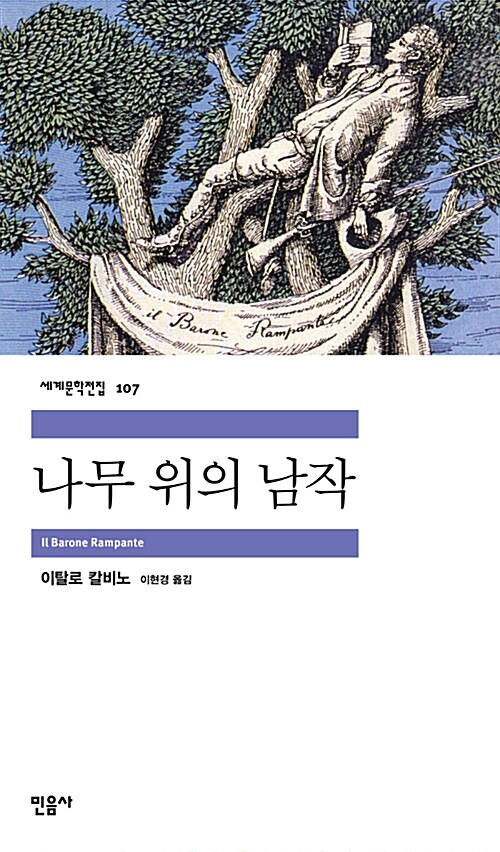 il Barone Rampante
세계문학전집 107
나무 위의 남작
Il Barone Rampante
이탈로 칼비노 이현경 옮김
민음사